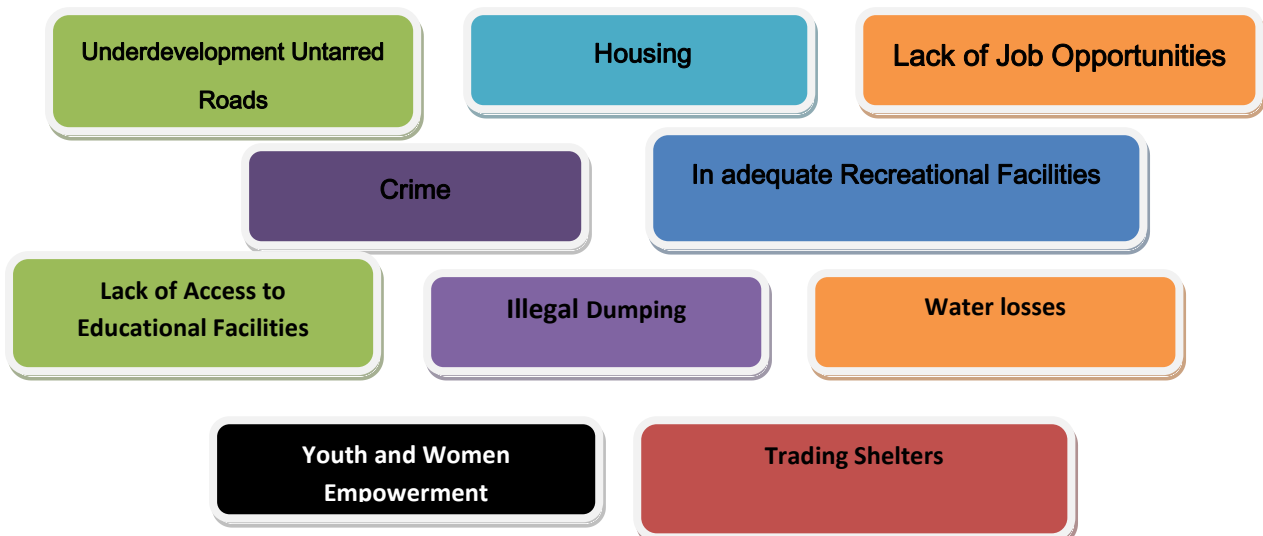 Underdevelopment Untarred
Roads
Housing
Lack of Job Opportunities
Crime
In adequate Recreational Facilities
Lack of Access to
Educational Facilities
Illegal Dumping
Water losses
Youth and Women
Empowerment
Trading Shelters